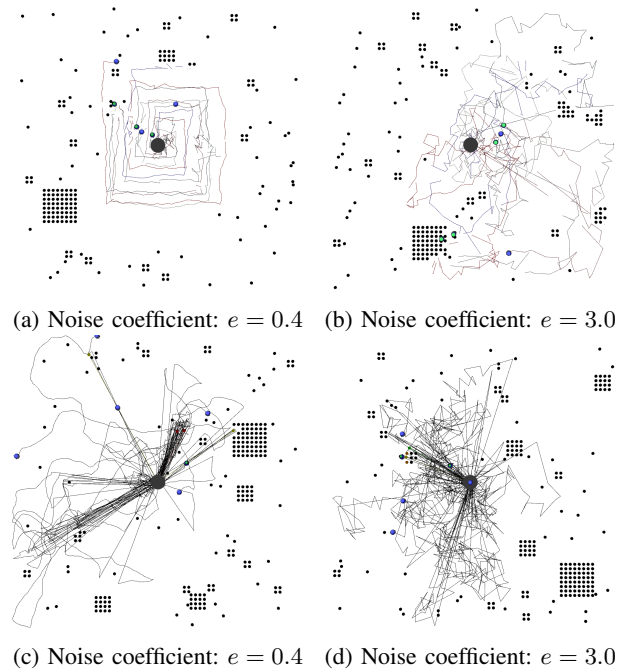 (a) Noise coefficient: e = 0.4 (b) Noise coefficient: e = 3.0
(c) Noise coefficient: e = 0.4 (d) Noise coefficient: e = 3.0